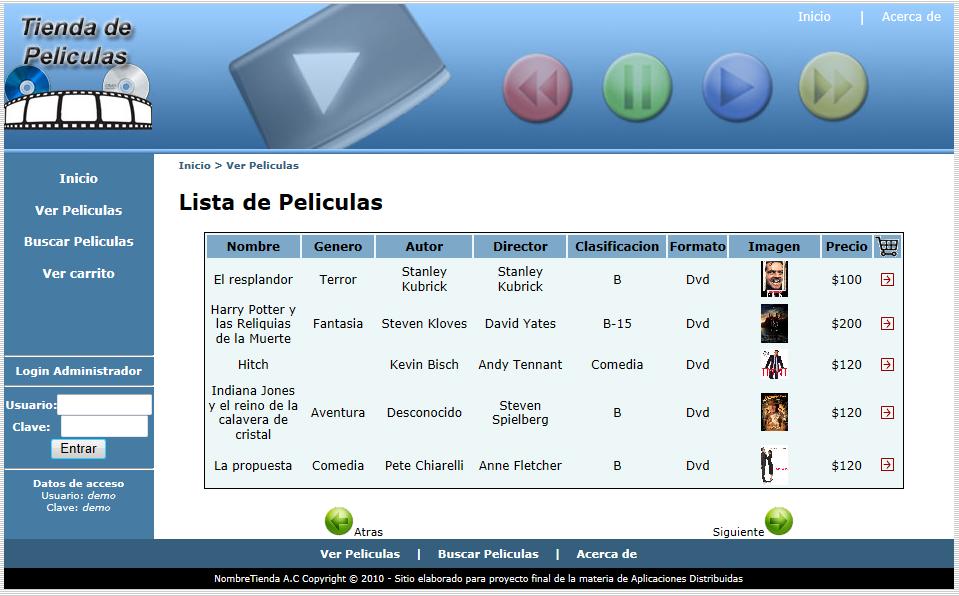 Tienda de
Peliculas
Inicio | Acerca de
Inicio
Ver Peliculas
Buscar Peliculas
Ver carrito
Login Administrador
Usuario:
Clave:
Entrar
Datos de acceso
Usuario: demo
Clave: demo
Inicio > Ver Peliculas
Lista de Peliculas
Nombre Genero Autor Director Clasificacion Formato Imagen Precio
El resplandor Terror Stanley Kubrick Stanley Kubrick B Dvd $100
Harry Potter y las Reliquias de la Muerte Fantasia Steven Kloves David Yates B-15 Dvd $200
Hitch Kevin Bisch Andy Tennant Comedia Dvd $120
Indiana Jones y el reino de la calavera de cristal Aventura Desconocido Steven Spielberg B Dvd $120
La propuesta Comedia Pete Chiarelli Anne Fletcher B Dvd $120
Atras Siguiente
Ver Peliculas | Buscar Peliculas | Acerca de
NombreTienda A.C Copyright © 2010 - Sitio elaborado para proyecto final de la materia de Aplicaciones Distribuidas